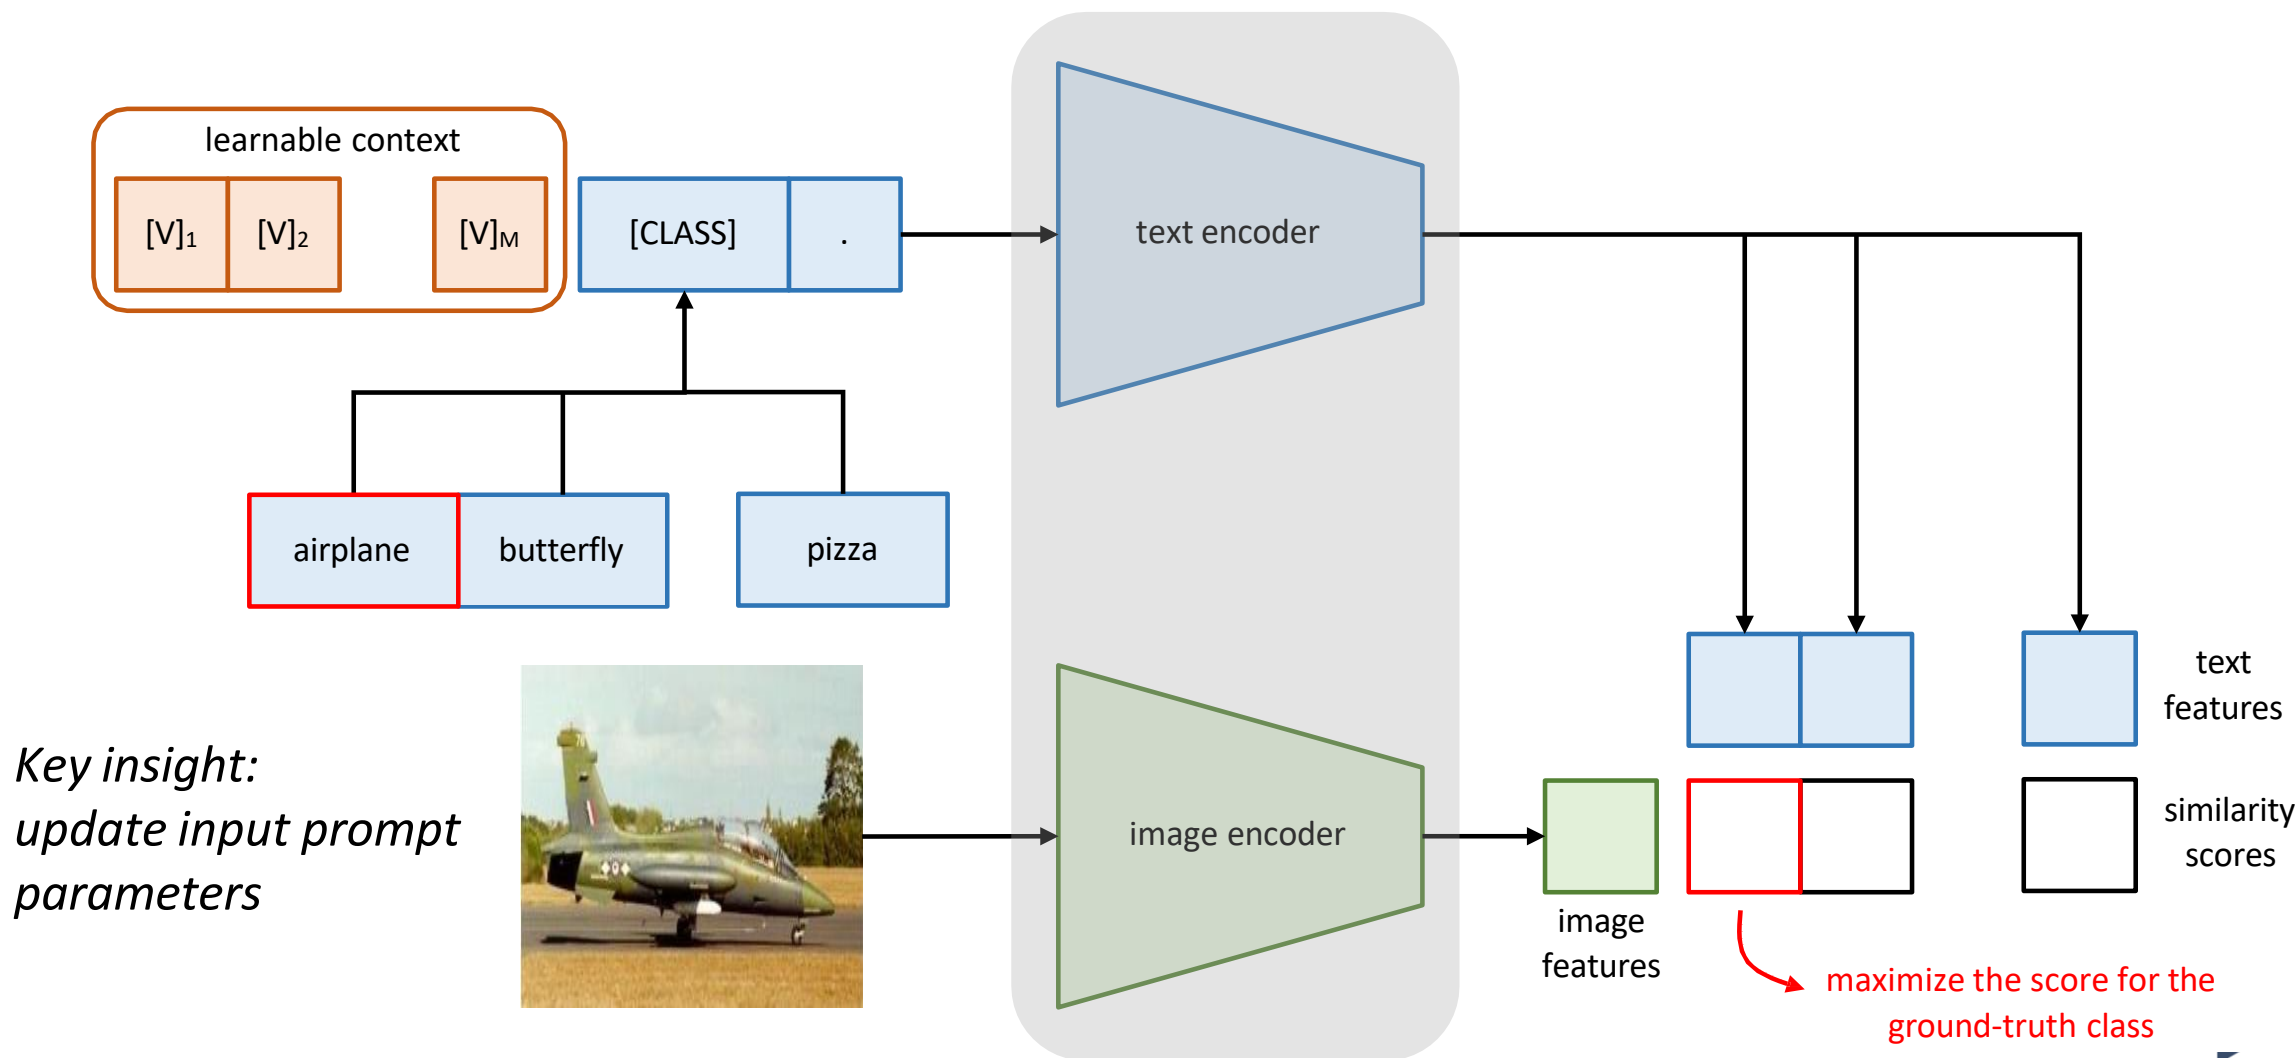 learnable context
[V]1 [V]2 [V]M [CLASS] .
text encoder
airplane butterfly pizza
Key insight:
update input prompt
parameters
image encoder
image
features
text
features
similarity
scores
maximize the score for the
ground-truth class